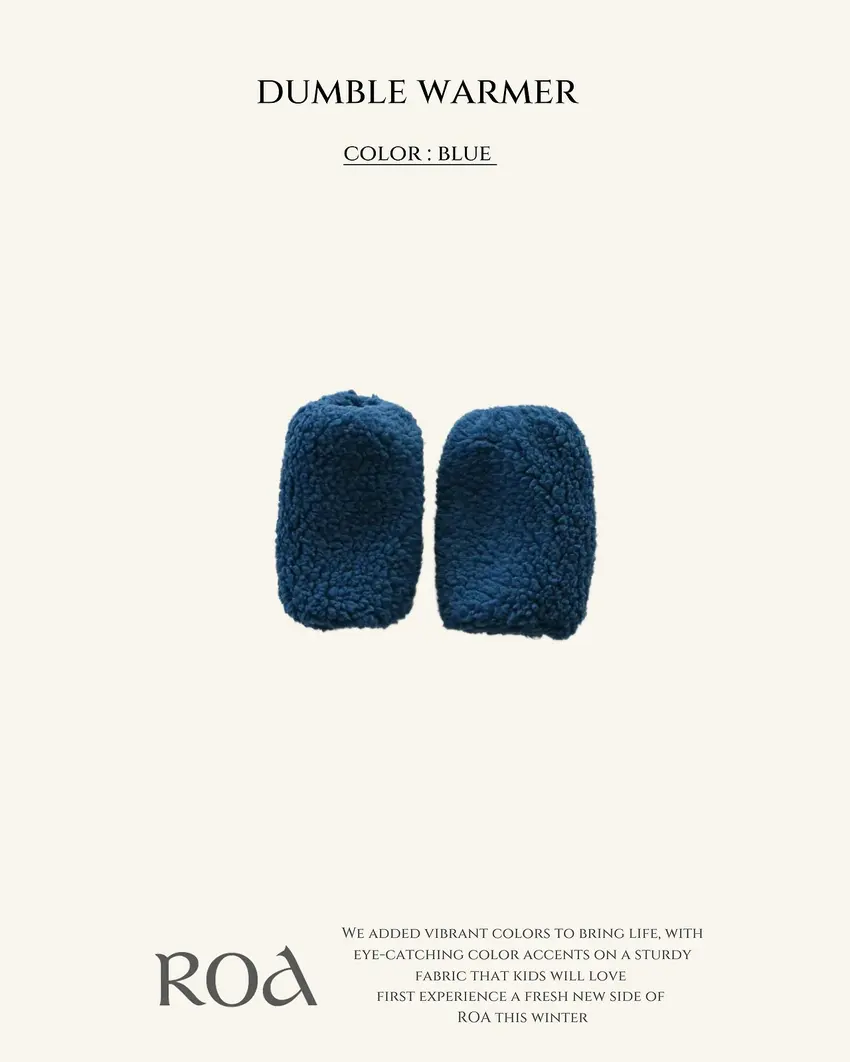 DUMBLE WARMER
COLOR : BLUE
ROA
WE ADDED VIBRANT COLORS TO BRING LIFE, WITH
EYE-CATCHING COLOR ACCENTS ON A STURDY
FABRIC THAT KIDS WILL LOVE
FIRST EXPERIENCE A FRESH NEW SIDE OF
ROA THIS WINTER